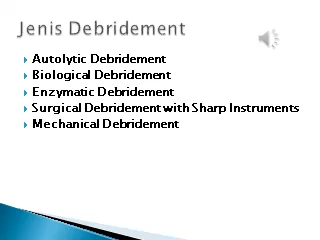 Jenis Debridement
Autolytic Debridement
Biological Debridement
Enzymatic Debridement
Surgical Debridement with Sharp Instruments
Mechanical Debridement